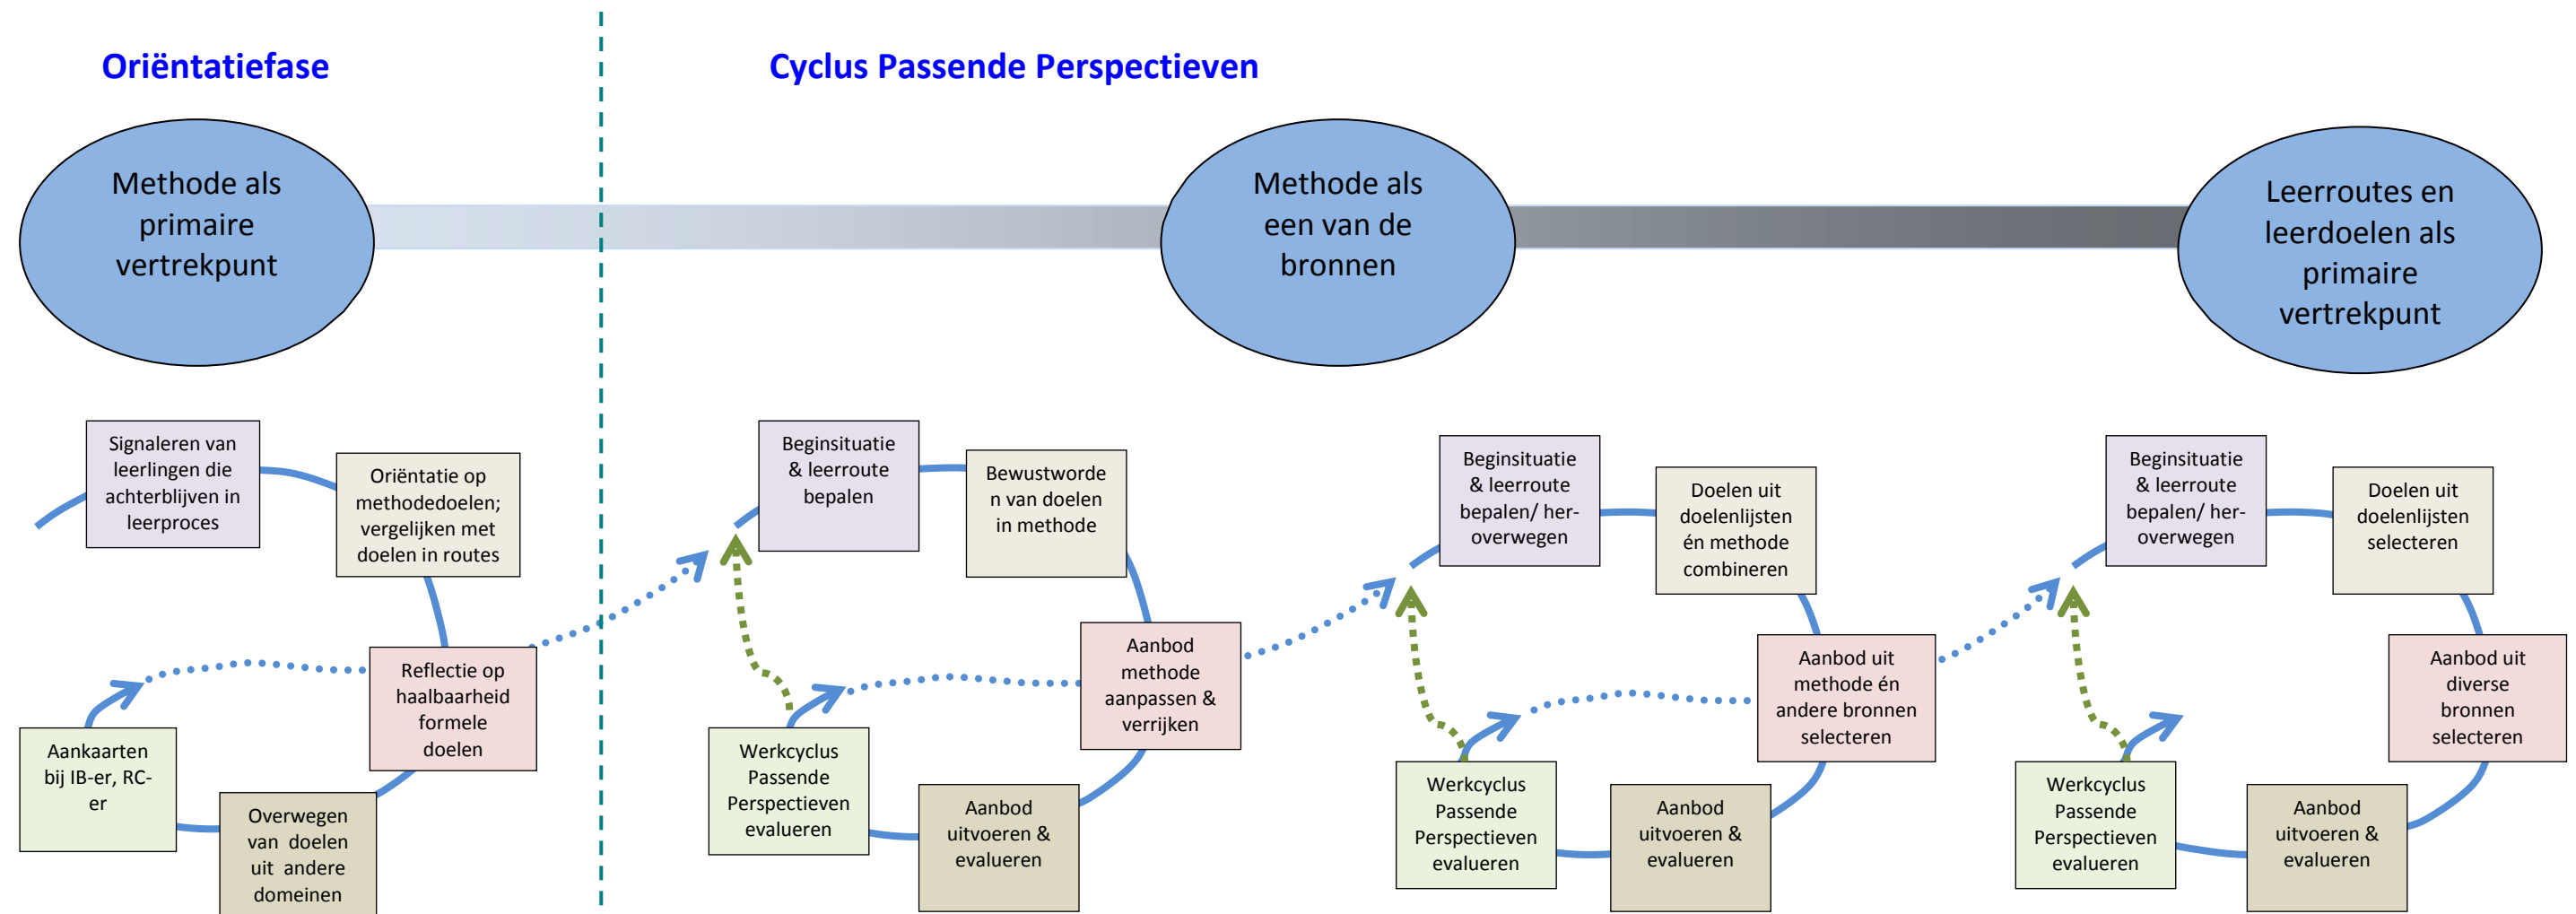 Oriëntatiefase
Cyclus Passende Perspectieven
Methode als
primaire
vertrekpunt
Methode als
een van de
bronnen
Leerroutes en
leerdoelen als
primaire
vertrekpunt
Signaleren van
leerlingen die
achterblijven in
leerproces
Oriëntatie op
methodedoelen;
vergelijken met
doelen in routes
Reflectie op
haalbaarheid
formele
doelen
Overwegen
van doelen
uit andere
domeinen
Aankaarten
bij IB-er, RC-
er
Beginsituatie
& leerroute
bepalen
Bewustworde
n van doelen
in methode
Aanbod
methode
aanpassen &
verrijken
Aanbod
uitvoeren &
evalueren
Werkcyclus
Passende
Perspectieven
evalueren
Beginsituatie
& leerroute
bepalen/ her-
overwegen
Doelen uit
doelenlijsten
én methode
combineren
Aanbod uit
methode én
andere bronnen
selecteren
Aanbod
uitvoeren &
evalueren
Werkcyclus
Passende
Perspectieven
evalueren
Beginsituatie
& leerroute
bepalen/ her-
overwegen
Doelen uit
doelenlijsten
selecteren
Aanbod uit
diverse
bronnen
selecteren
Aanbod
uitvoeren &
evalueren
Werkcyclus
Passende
Perspectieven
evalueren